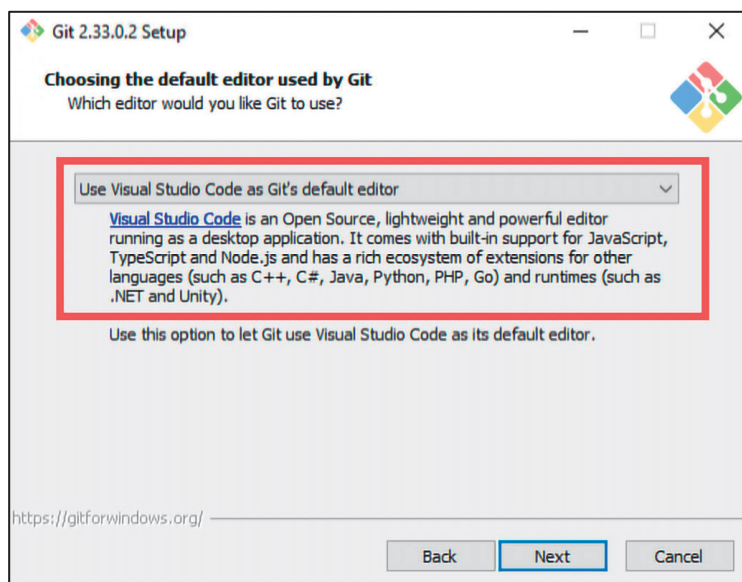 Git 2.33.0.2 Setup
Choosing the default editor used by Git
Which editor would you like Git to use?
Use Visual Studio Code as Git's default editor
Visual Studio Code is an Open Source, lightweight and powerful editor
running as a desktop application. It comes with built-in support for JavaScript,
TypeScript and Node.js and has a rich ecosystem of extensions for other
languages (such as C++, C#, Java, Python, PHP, Go) and runtimes (such as
.NET and Unity).
Use this option to let Git use Visual Studio Code as its default editor.
https://gitforwindows.org/
Back Next Cancel